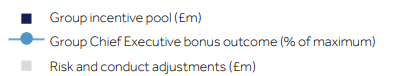 Group incentive pool (£m)
Group Chief Executive bonus outcome (% of maximum)
Risk and conduct adjustments (£m)